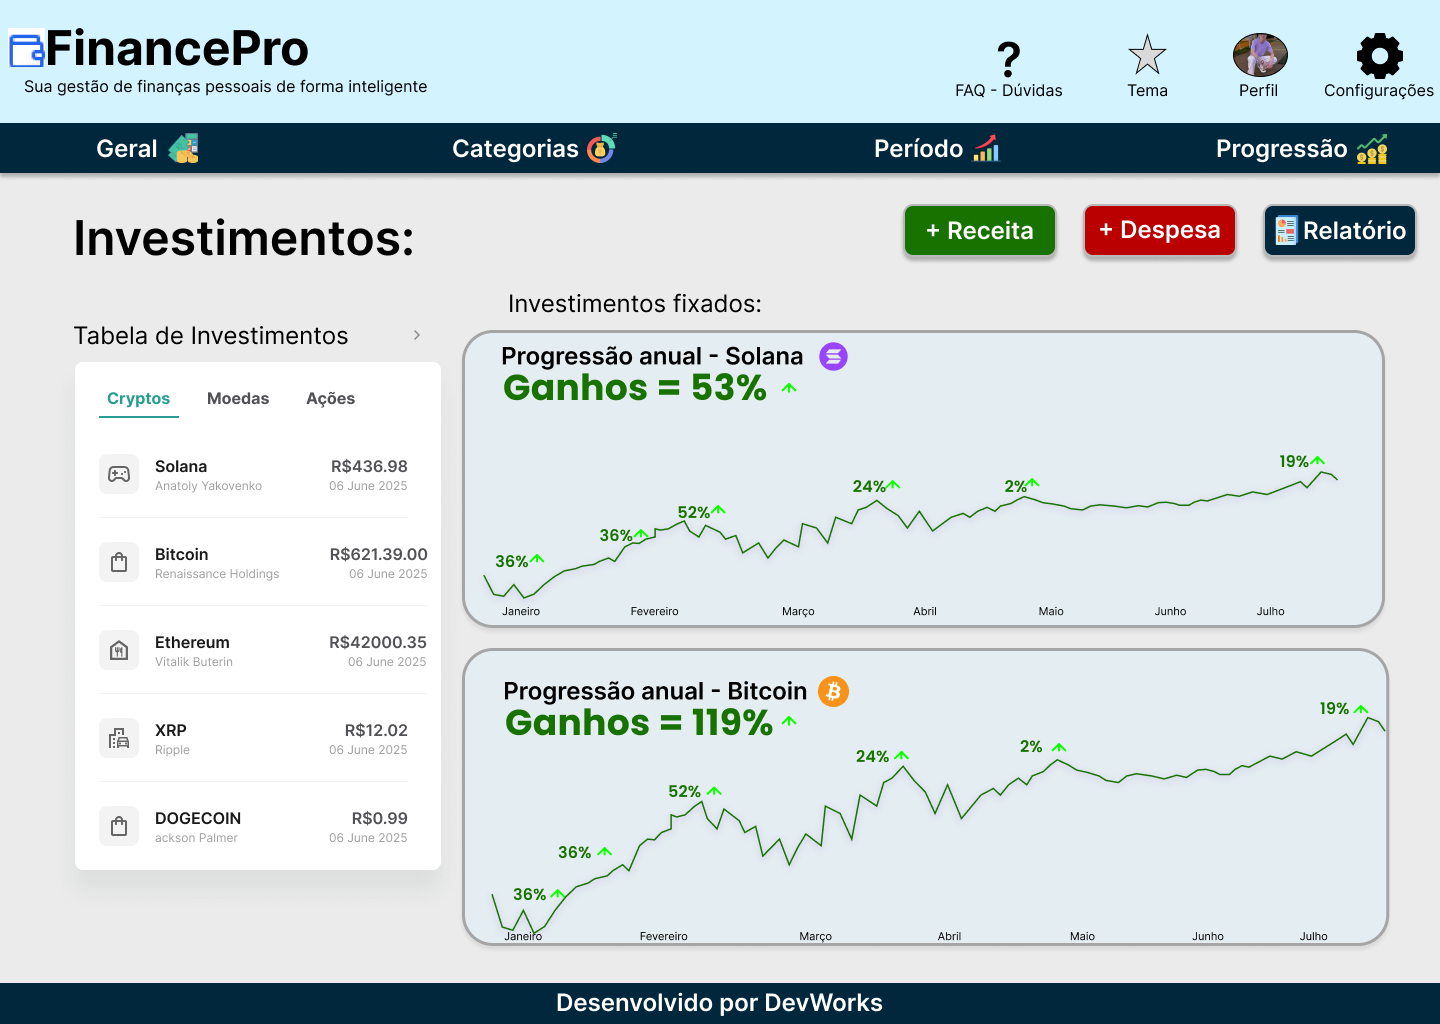 FinancePro
Sua gestão de finanças pessoais de forma inteligente
?
FAQ - Dúvidas
Tema
Perfil
Configurações
Geral
Categorias
Período
Progressão
Investimentos:
+ Receita
+ Despesa
Relatório
Tabela de Investimentos
Cryptos Moedas Ações
Solana R$436.98
Anatoly Yakovenko 06 June 2025
Bitcoin R$621.39.00
Renaissance Holdings 06 June 2025
Ethereum R$42000.35
Vitalik Buterin 06 June 2025
XRP R$12.02
Ripple 06 June 2025
DOGECOIN R$0.99
ackson Palmer 06 June 2025
Investimentos fixados:
Progressão anual - Solana
Ganhos = 53%
36%
36%
52%
24%
2%
19%
Janeiro Fevereiro Março Abril Maio Junho Julho
Progressão anual - Bitcoin
Ganhos = 119%
36%
36%
52%
24%
2%
19%
Janeiro Fevereiro Março Abril Maio Junho Julho
Desenvolvido por DevWorks